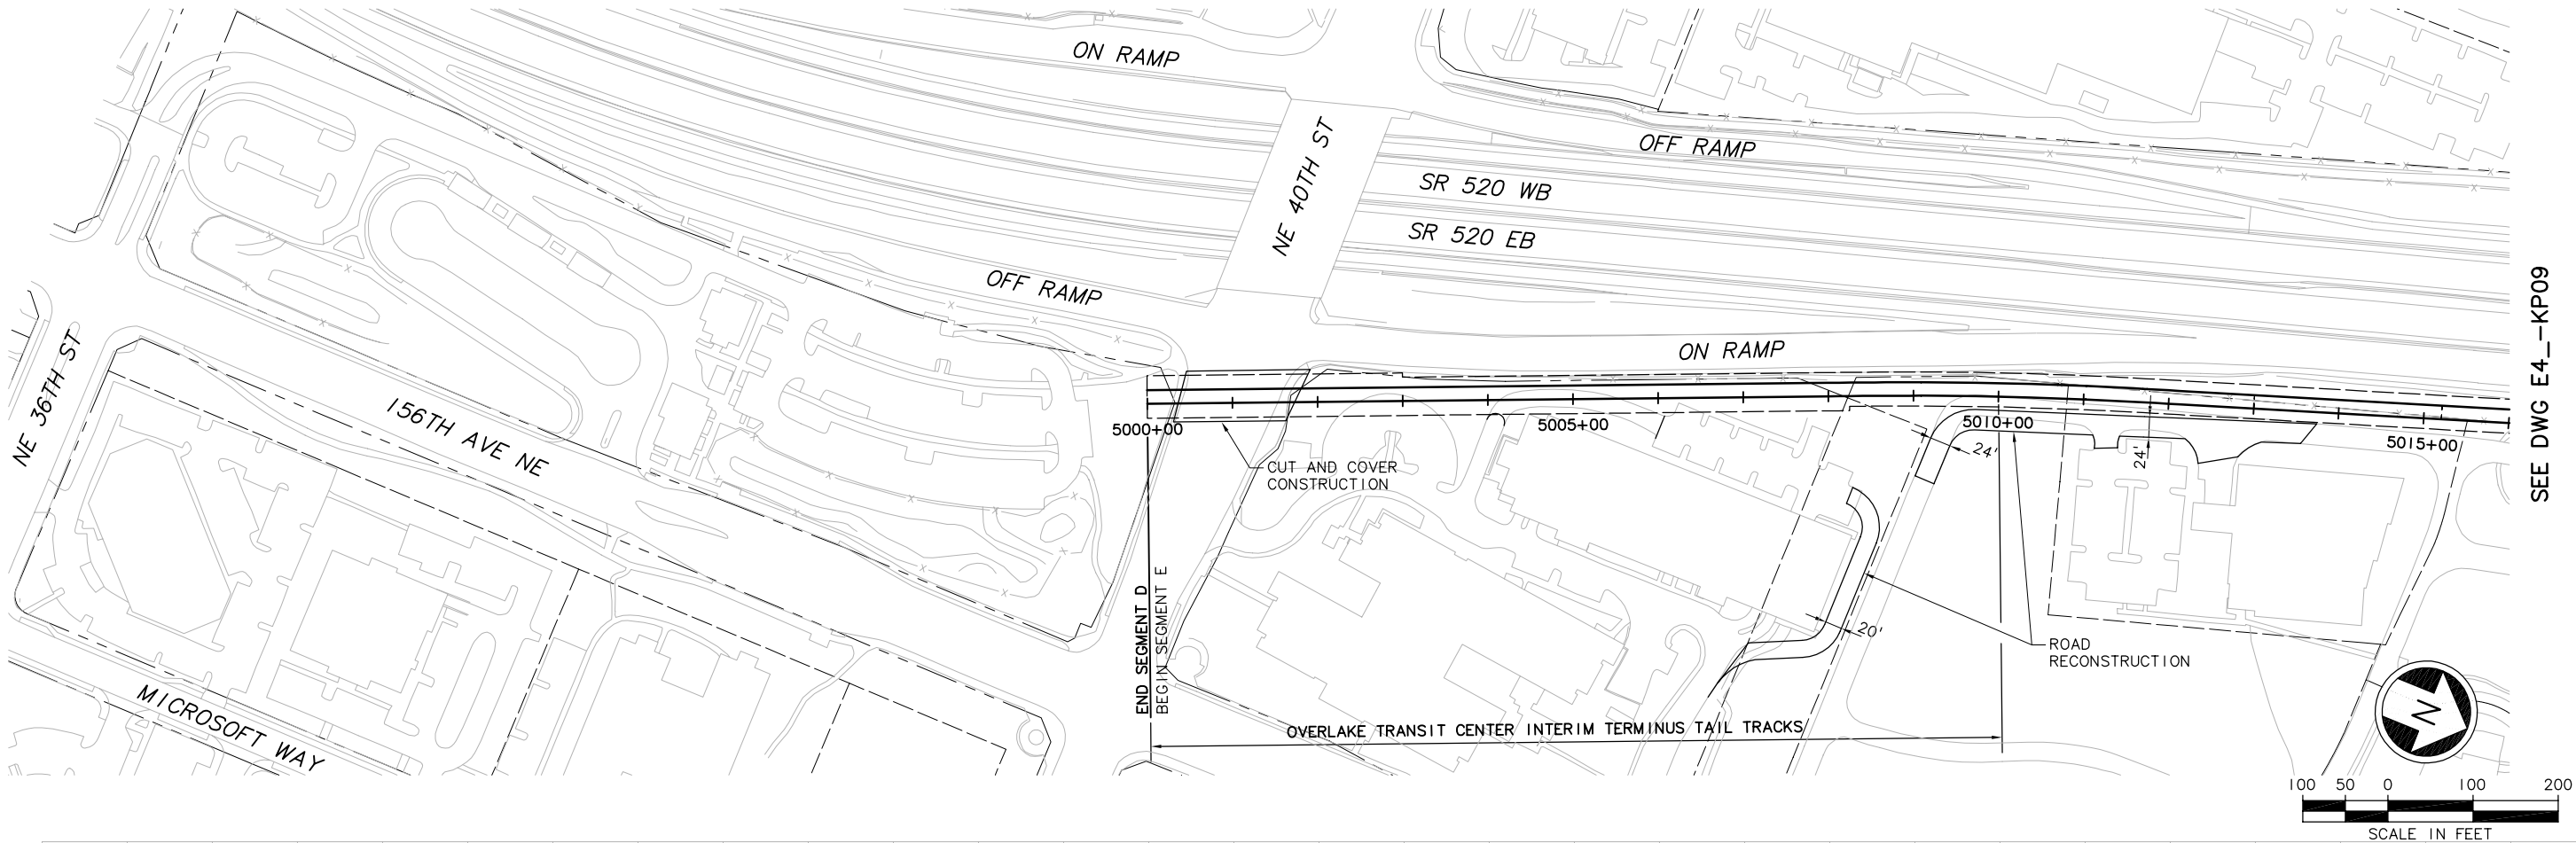 ON RAMP
NE 40TH ST
OFF RAMP
SR 520 WB
SR 520 EB
OFF RAMP
ON RAMP
SEE DWG E4_-KP09
NE 36TH ST
156TH AVE NE
5000+00
5005+00
5010+00
5015+00
24'
24'
CUT AND COVER
CONSTRUCTION
END SEGMENT D
BEGIN SEGMENT E
20'
ROAD
RECONSTRUCTION
MICROSOFT WAY
OVERLAKE TRANSIT CENTER INTERIM TERMINUS TAIL TRACKS
N
100 50 0 100 200
SCALE IN FEET